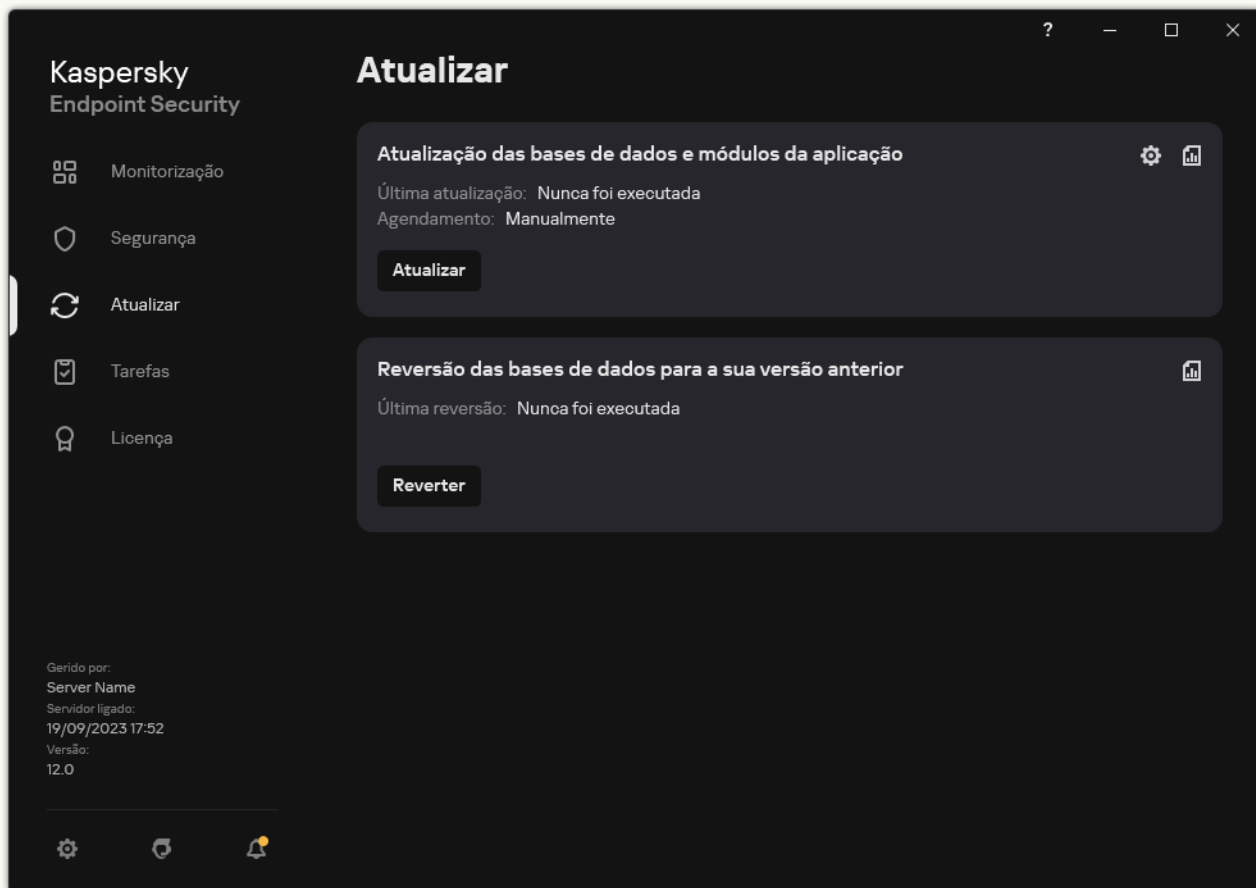 ?
Kaspersky
Endpoint Security
Monitorização
Segurança
Atualizar
Tarefas
Licença
Gerido por:
Server Name
Servidor ligado:
19/09/2023 17:52
Versão:
12.0
Atualizar
Atualização das bases de dados e módulos da aplicação
Última atualização: Nunca foi executada
Agendamento: Manualmente
Atualizar
Reversão das bases de dados para a sua versão anterior
Última reversão: Nunca foi executada
Reverter